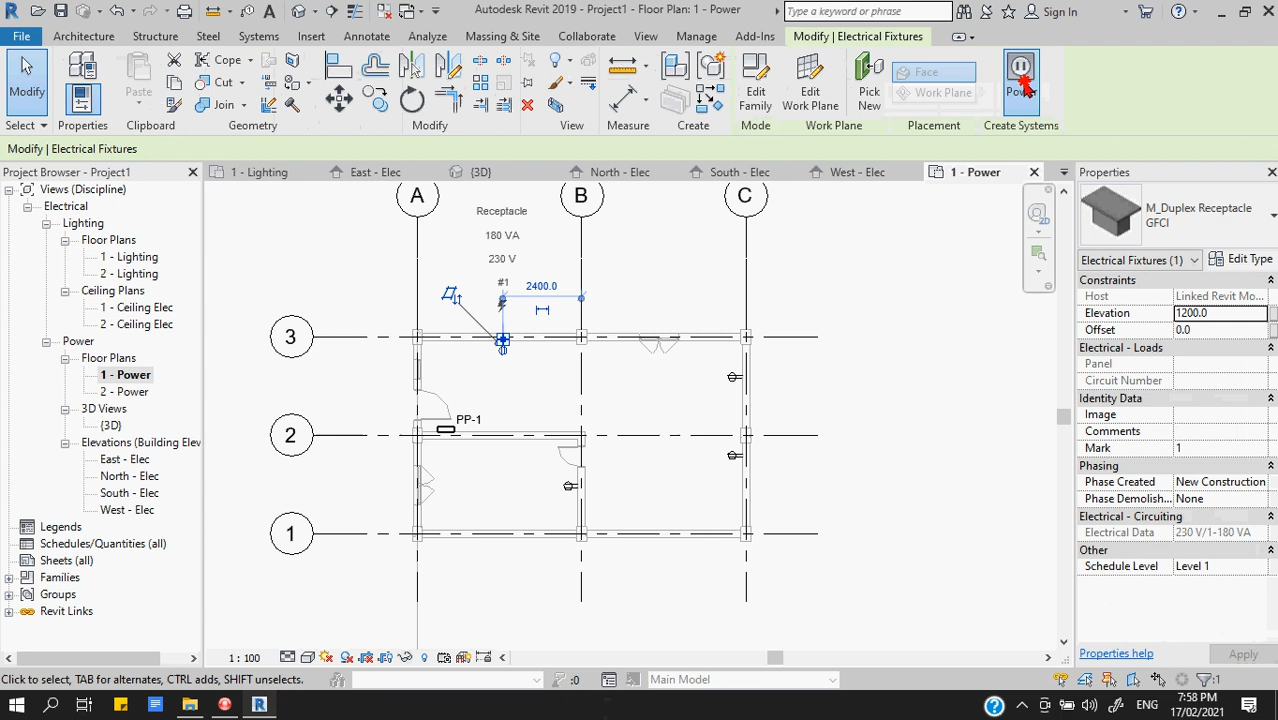 Autodesk Revit 2019 - Project1 - Floor Plan: 1 - Power
Type a keyword or phrase
Sign In
File Architecture Structure Steel Systems Insert Annotate Analyze Massing & Site Collaborate View Manage Add-Ins Modify | Electrical Fixtures
Modify
Paste
Cope
Cut
Join
Edit Family
Edit Work Plane
Pick New
Face
Work Plane
Power
Select Properties Clipboard Geometry Modify View Measure Create Mode Work Plane Placement Create Systems
Modify | Electrical Fixtures
Project Browser - Project1
Views (Discipline)
Electrical
Lighting
Floor Plans
1 - Lighting
2 - Lighting
Ceiling Plans
1 - Ceiling Elec
2 - Ceiling Elec
Power
Floor Plans
1 - Power
2 - Power
3D Views
{3D}
Elevations (Building Elev
East - Elec
North - Elec
South - Elec
West - Elec
Legends
Schedules/Quantities (all)
Sheets (all)
Families
Groups
Revit Links
1 - Lighting East - Elec {3D} North - Elec South - Elec West - Elec 1 - Power
A B C
Receptacle
180 VA
230 V
#1
2400.0
3
PP-1
2
1
Properties
M_Duplex Receptacle
GFCI
Electrical Fixtures (1) Edit Type
Constraints
Host Linked Revit Mo...
Elevation 1200.0
Offset 0.0
Electrical - Loads
Panel
Circuit Number
Identity Data
Image
Comments
Mark 1
Phasing
Phase Created New Construction
Phase Demolish... None
Electrical - Circuiting
Electrical Data 230 V/1-180 VA
Other
Schedule Level Level 1
Properties help Apply
1 : 100
Click to select, TAB for alternates, CTRL adds, SHIFT unselects.
:0
Main Model
:1
ENG
7:58 PM
17/02/2021